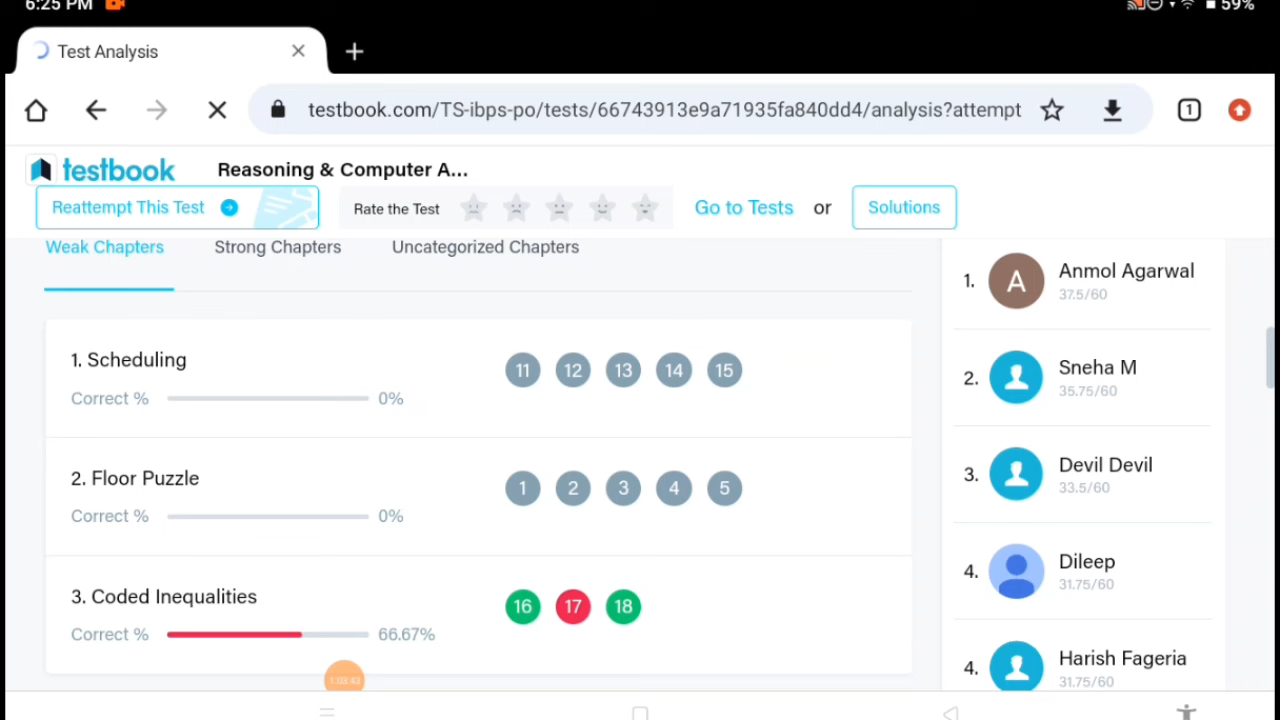 6:25 PM
59%
Test Analysis
testbook.com/TS-ibps-po/tests/66743913e9a71935fa840dd4/analysis?attempt
1
testbook
Reasoning & Computer A...
Reattempt This Test
Rate the Test
Go to Tests or Solutions
Weak Chapters Strong Chapters Uncategorized Chapters
1. Scheduling
11 12 13 14 15
Correct % 0%
2. Floor Puzzle
1 2 3 4 5
Correct % 0%
3. Coded Inequalities
16 17 18
Correct % 66.67%
1:03:43
1. A Anmol Agarwal
37.5/60
2. Sneha M
35.75/60
3. Devil Devil
33.5/60
4. Dileep
31.75/60
4. Harish Fageria
31.75/60